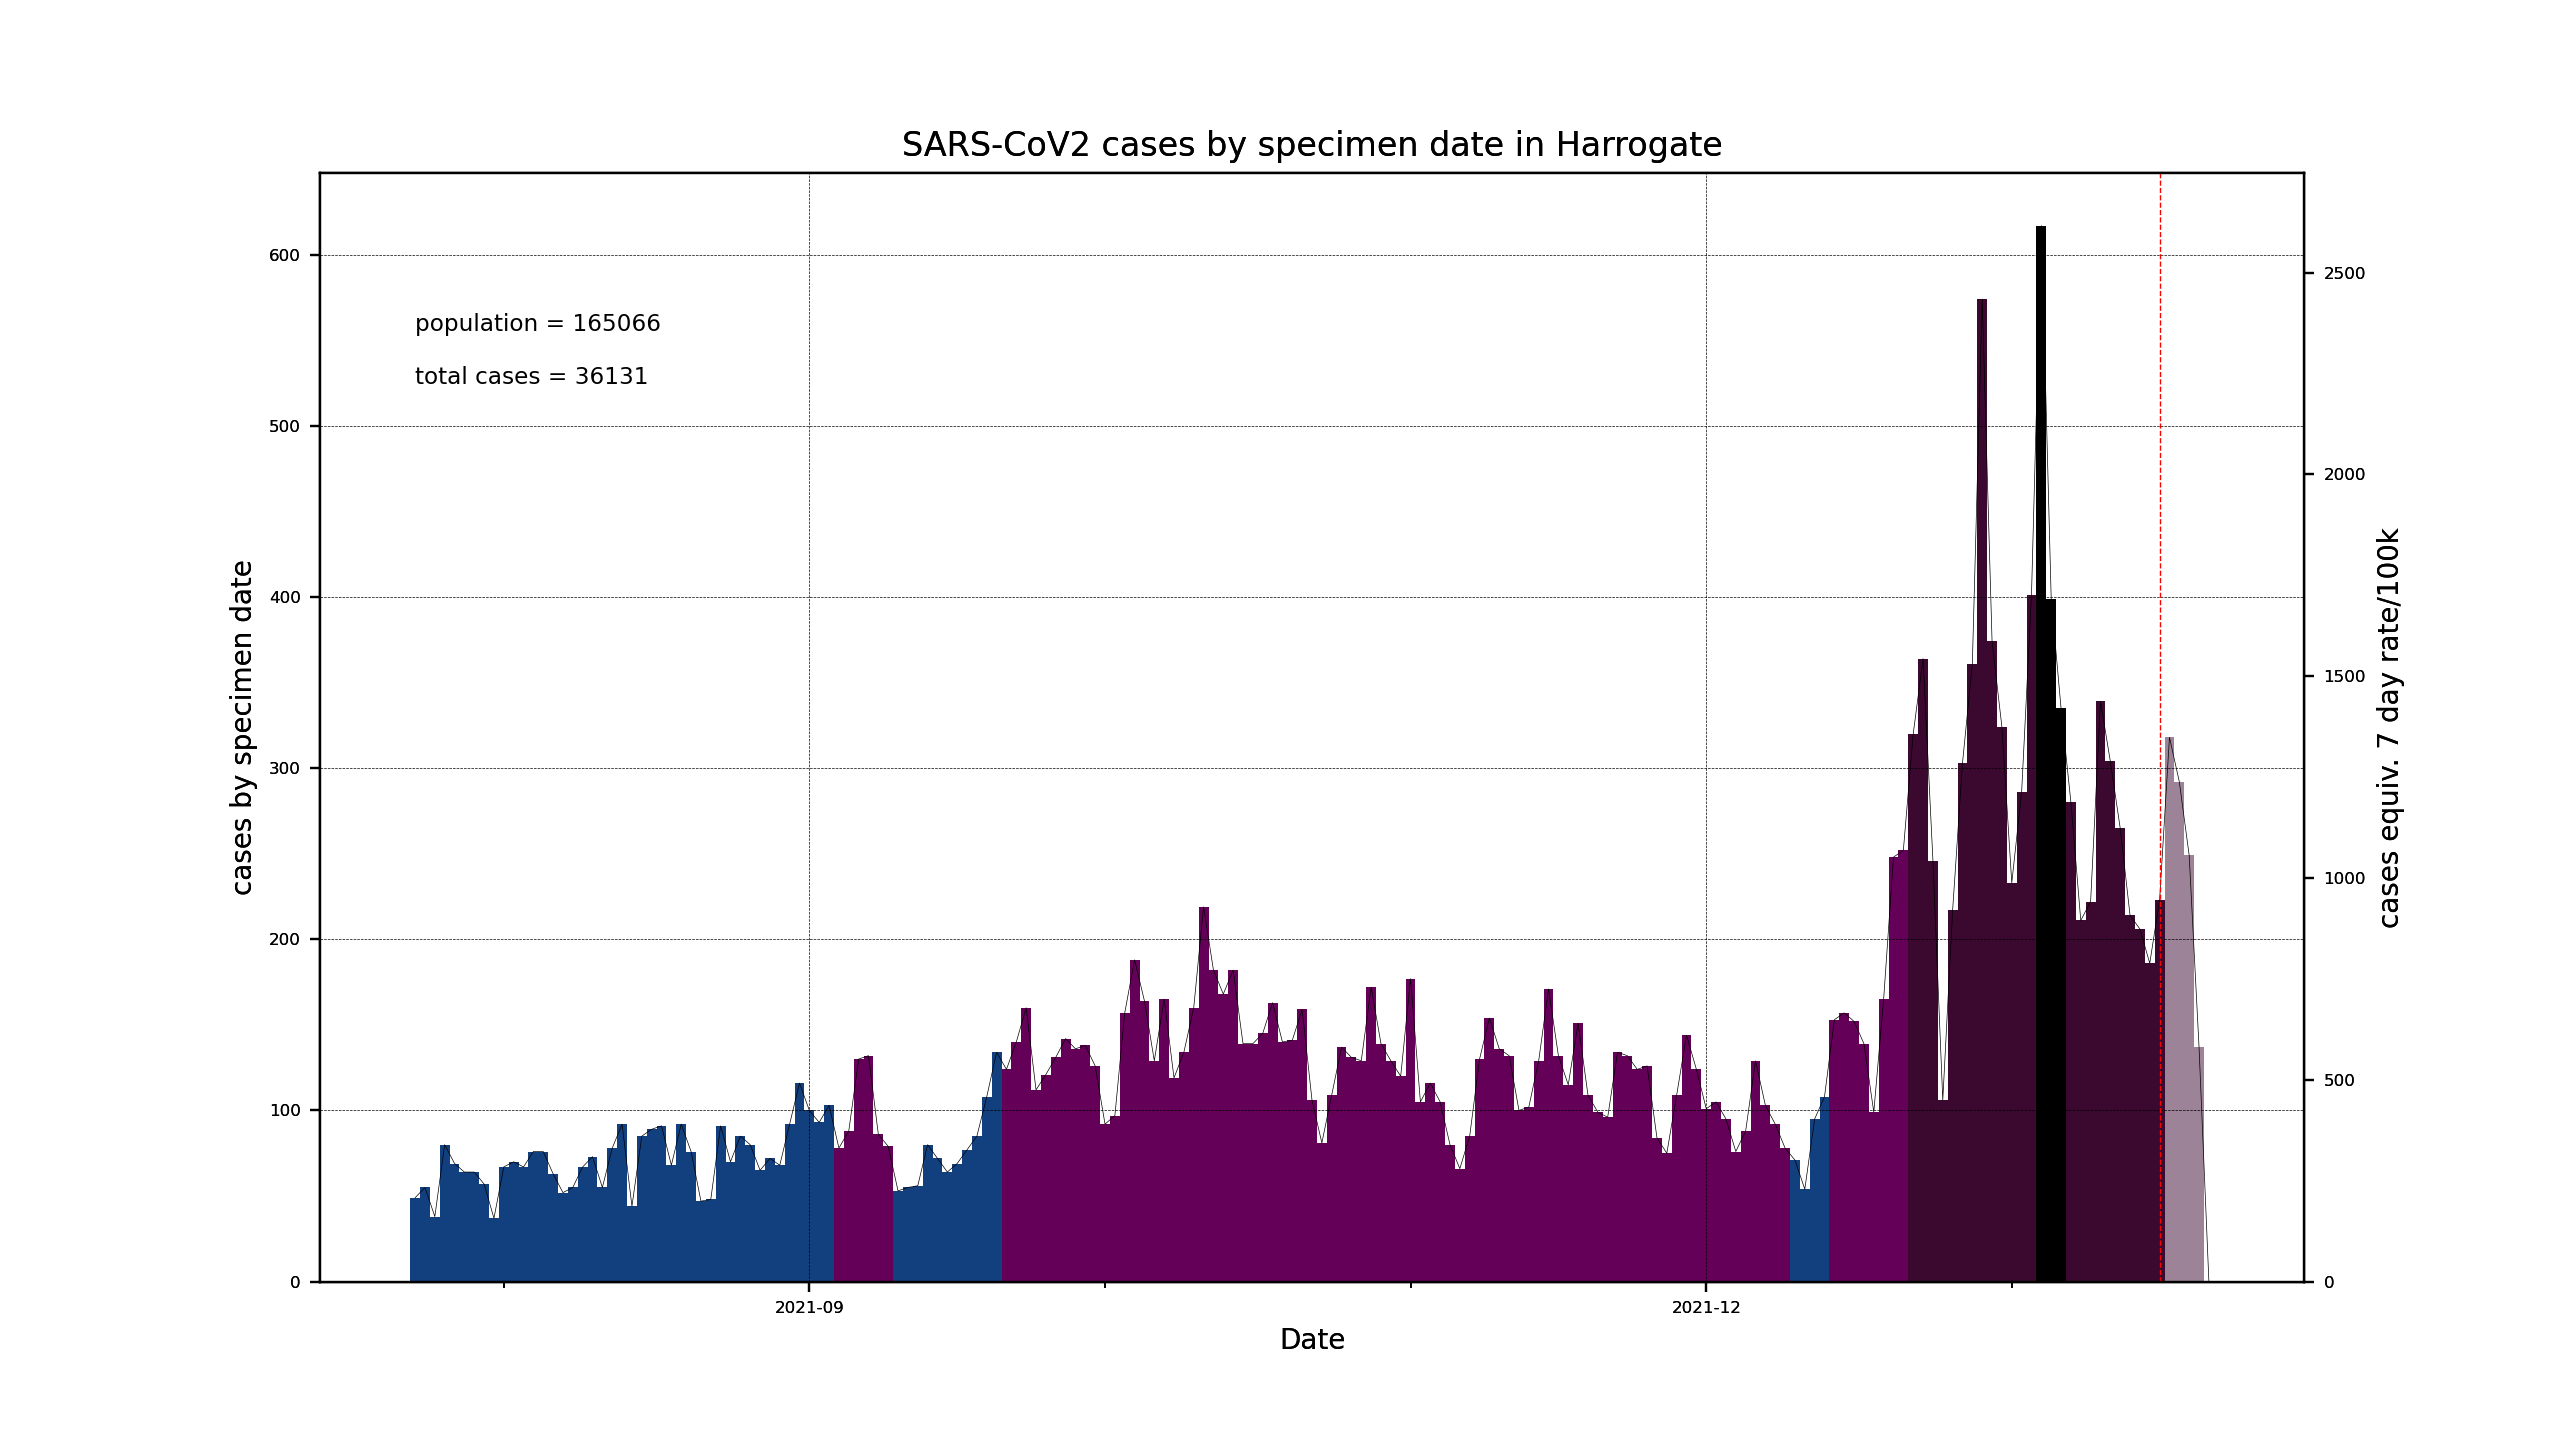 SARS-CoV2 cases by specimen date in Harrogate
population = 165066
total cases = 36131
cases by specimen date
600
500
400
300
200
100
0
2500
2000
1500
1000
500
0
cases equiv. 7 day rate/100k
2021-09
2021-12
Date